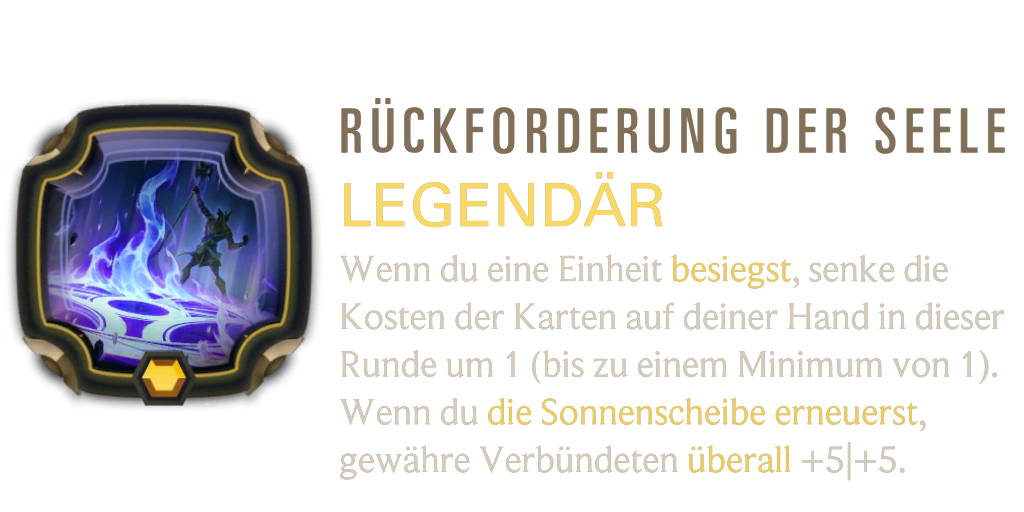 RÜCKFORDERUNG DER SEELE
LEGENDÄR
Wenn du eine Einheit besiegst, senke die
Kosten der Karten auf deiner Hand in dieser
Runde um 1 (bis zu einem Minimum von 1).
Wenn du die Sonnenscheibe erneuerst,
gewähre Verbündeten überall +5|+5.